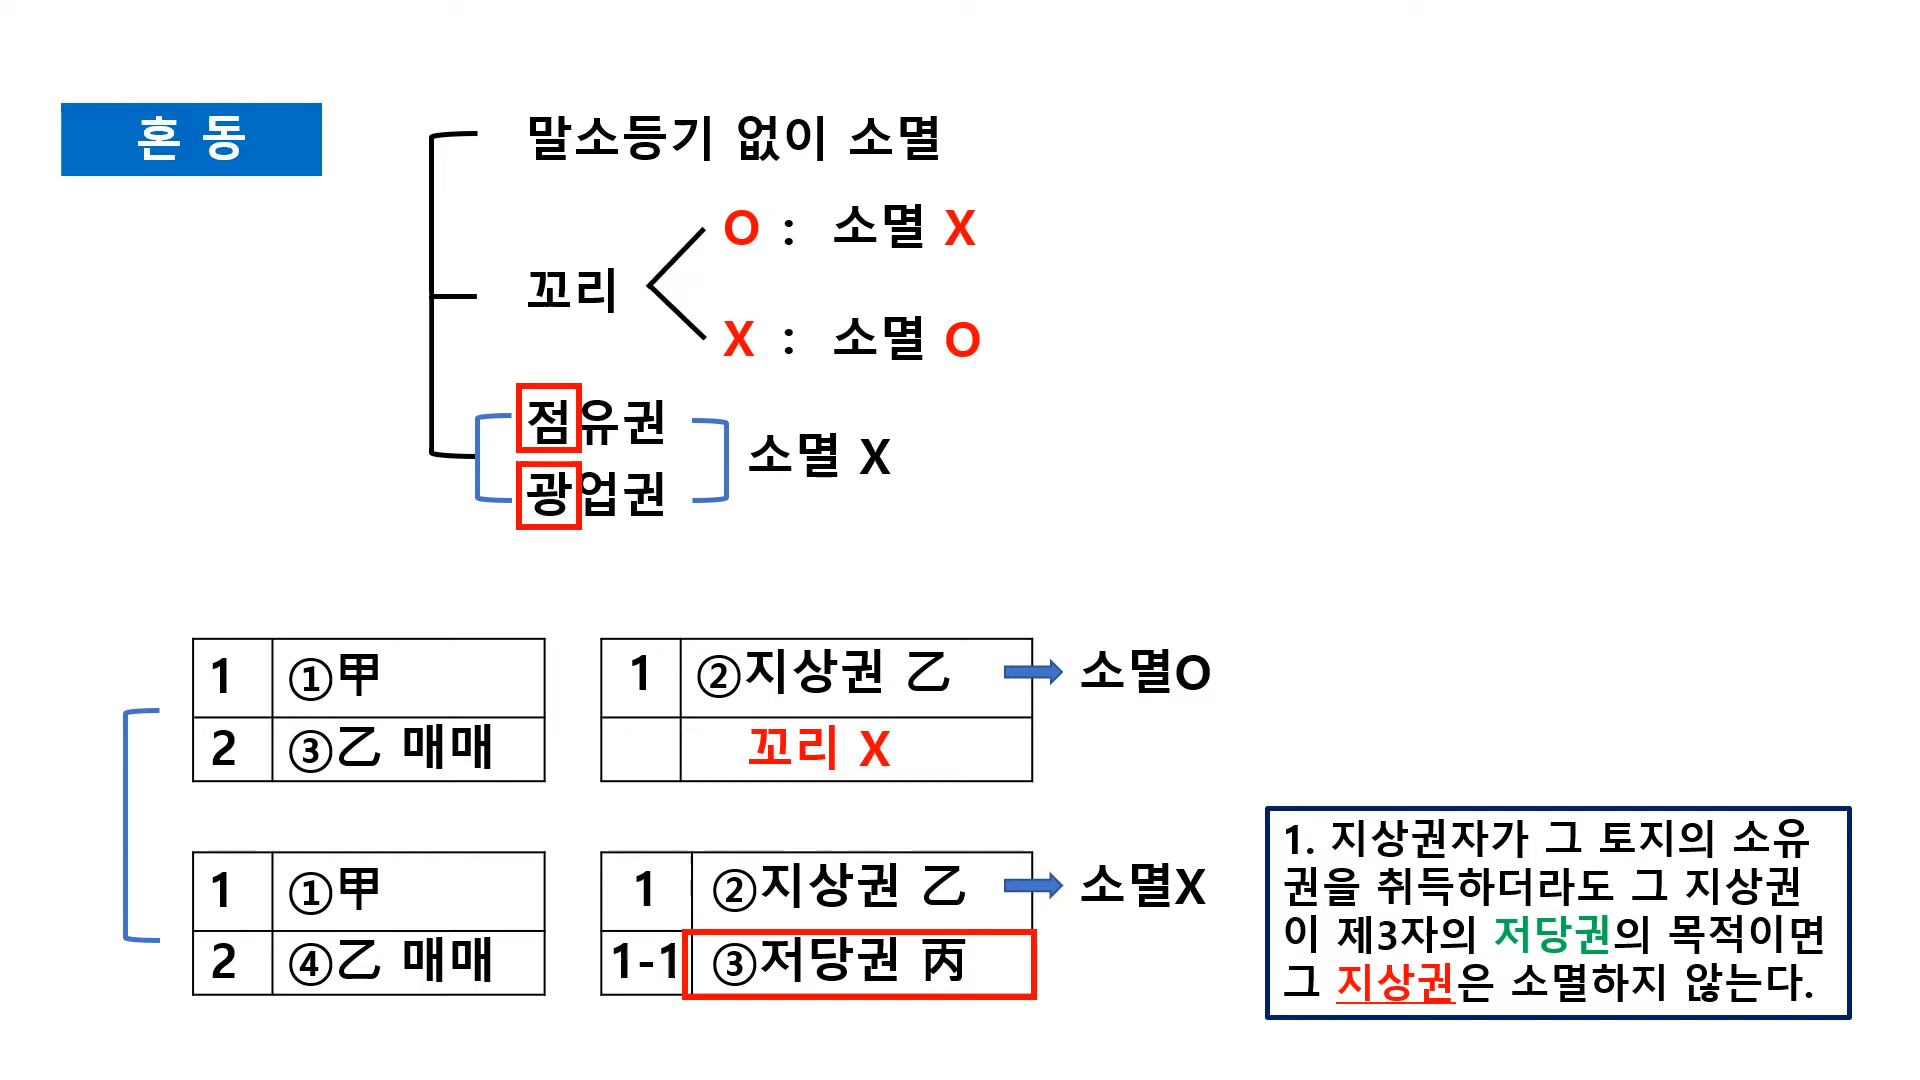 혼 동
말소등기 없이 소멸
꼬리
O : 소멸 X
X : 소멸 O
점유권
광업권
소멸 X
1 ①甲
2 ③乙 매매
1 ②지상권 乙
꼬리 X
소멸O
1 ①甲
2 ④乙 매매
1 ②지상권 乙
1-1 ③저당권 丙
소멸X
1. 지상권자가 그 토지의 소유
권을 취득하더라도 그 지상권
이 제3자의 저당권의 목적이면
그 지상권은 소멸하지 않는다.